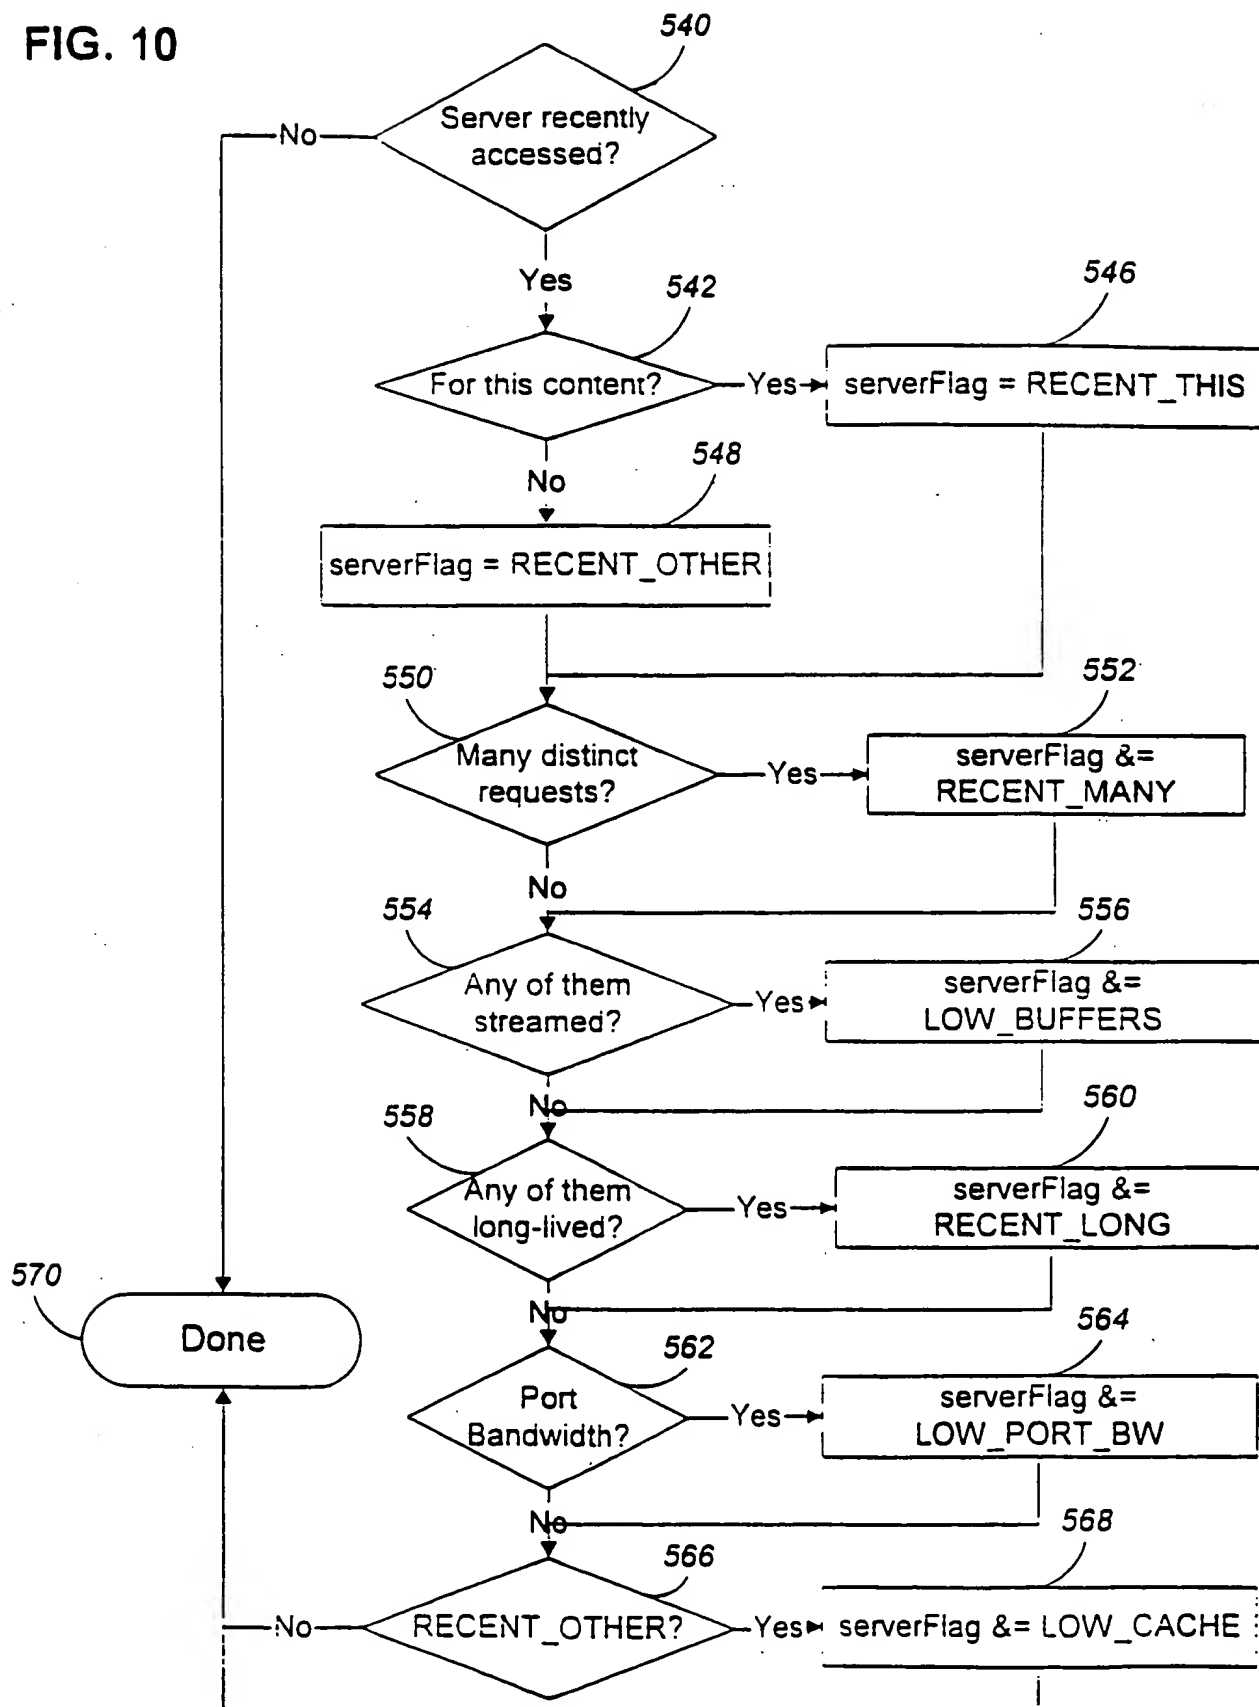 FIG. 10
540
Server recently
accessed?
No
Yes
542
546
For this content?
Yes
serverFlag = RECENT_THIS
No
548
serverFlag = RECENT_OTHER
550
552
Many distinct
requests?
Yes
serverFlag &=
RECENT_MANY
No
554
556
Any of them
streamed?
Yes
serverFlag &=
LOW_BUFFERS
No
558
560
Any of them
long-lived?
Yes
serverFlag &=
RECENT_LONG
570
Done
No
562
564
Port
Bandwidth?
Yes
serverFlag &=
LOW_PORT_BW
No
566
568
No
RECENT_OTHER?
Yes
serverFlag &= LOW_CACHE